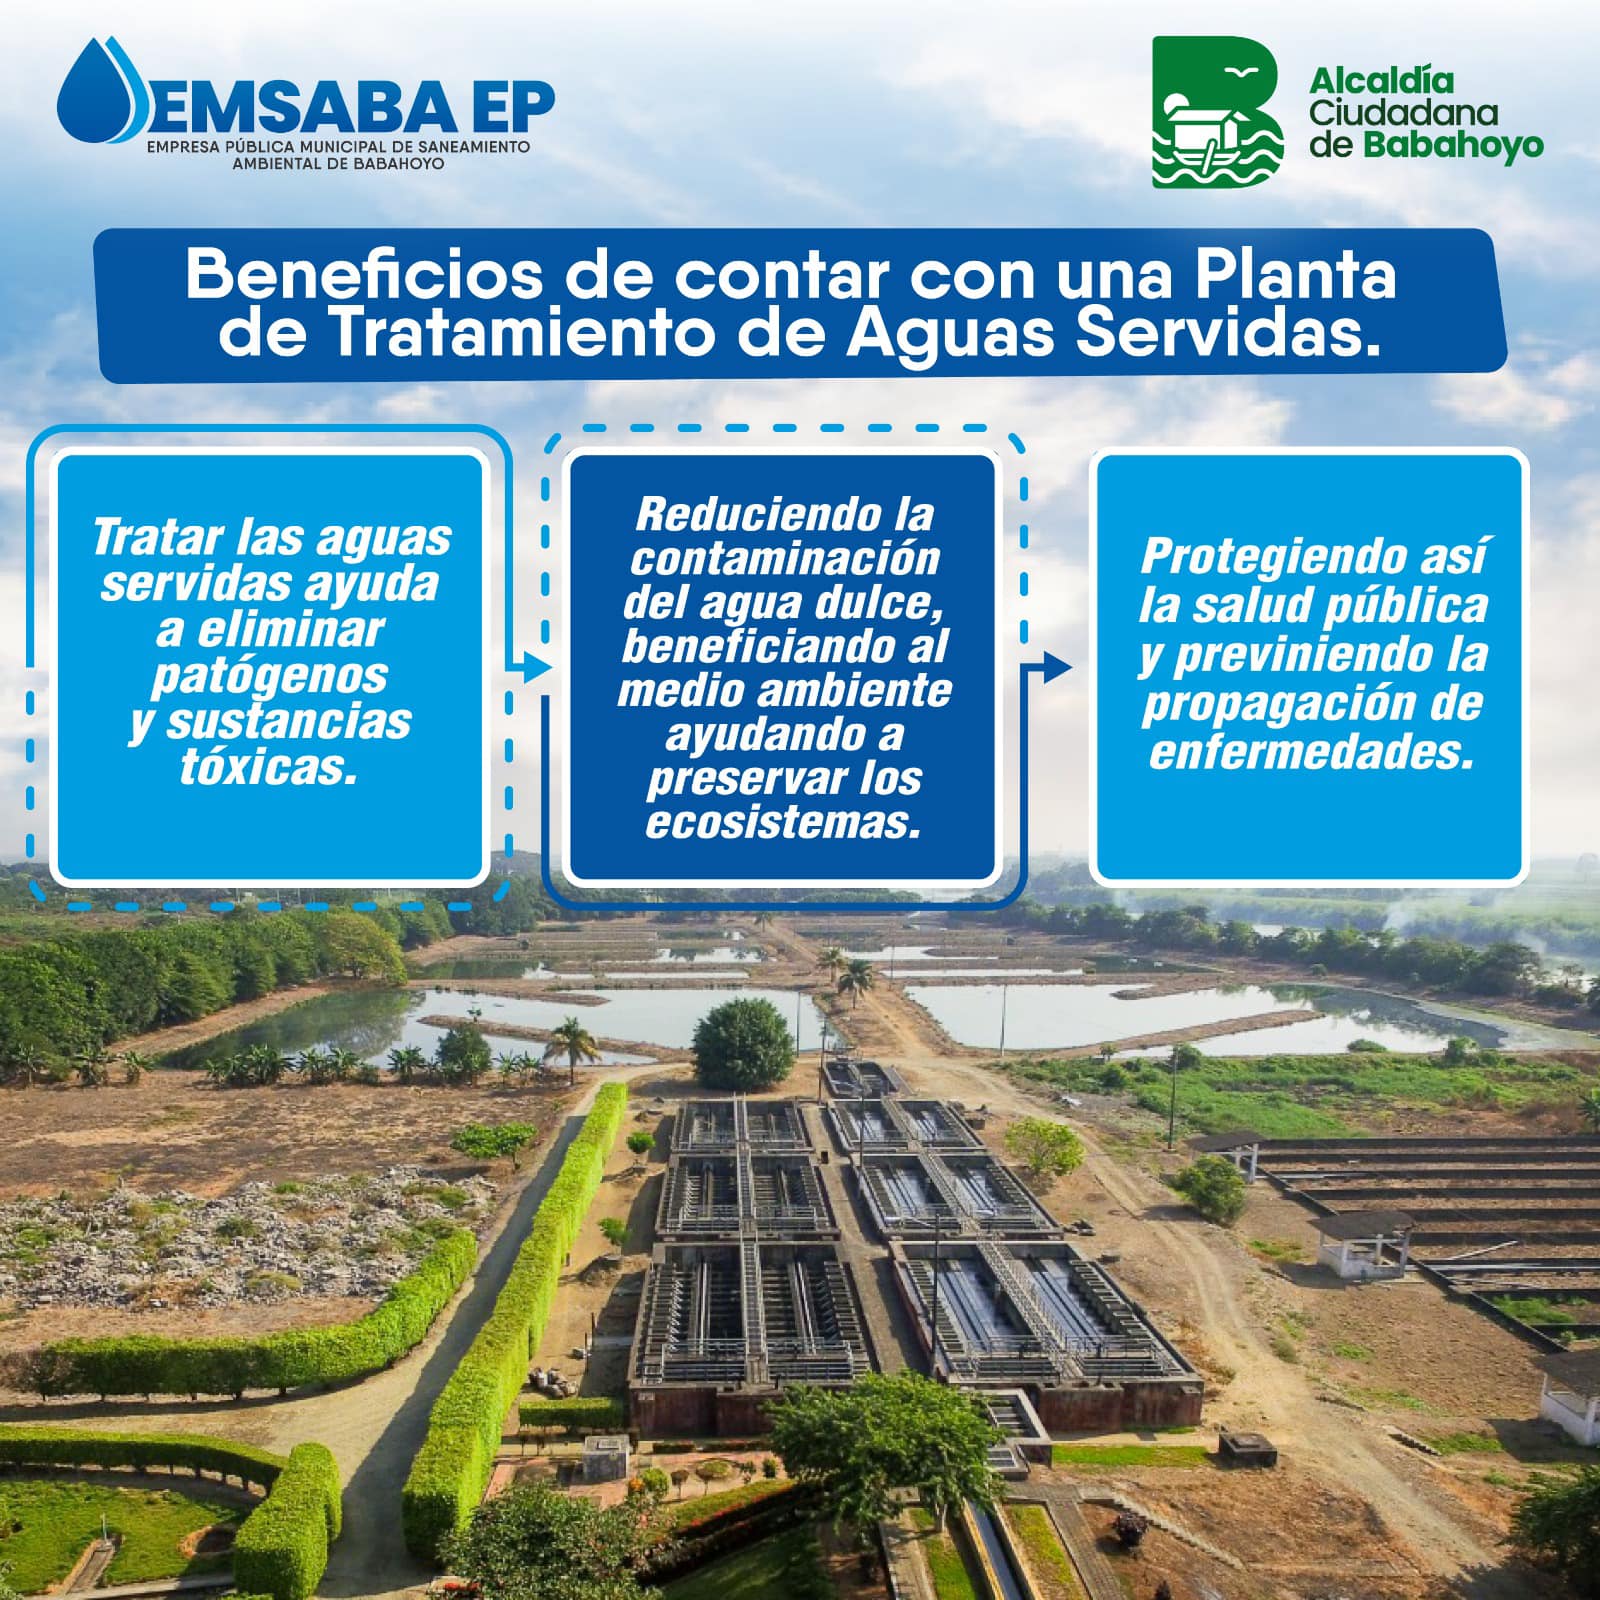 EMSABA EP
EMPRESA PÚBLICA MUNICIPAL DE SANEAMIENTO
AMBIENTAL DE BABAHOYO
Alcaldía
Ciudadana
de Babahoyo
Beneficios de contar con una Planta
de Tratamiento de Aguas Servidas.
Tratar las aguas
servidas ayuda
a eliminar
patógenos
y sustancias
tóxicas.
Reduciendo la
contaminación
del agua dulce,
beneficiando al
medio ambiente
ayudando a
preservar los
ecosistemas.
Protegiendo así
la salud pública
y previniendo la
propagación de
enfermedades.